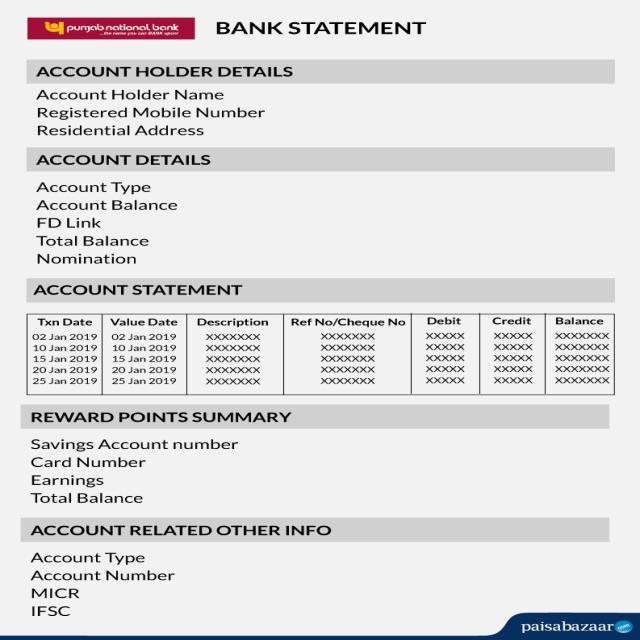 punjab national bank
...the name you can BANK upon!
BANK STATEMENT
ACCOUNT HOLDER DETAILS
Account Holder Name
Registered Mobile Number
Residential Address
ACCOUNT DETAILS
Account Type
Account Balance
FD Link
Total Balance
Nomination
ACCOUNT STATEMENT
Txn Date Value Date Description Ref No/Cheque No Debit Credit Balance
02 Jan 2019 02 Jan 2019 XXXXXXX XXXXXXX XXXXX XXXXX XXXXXXX
10 Jan 2019 10 Jan 2019 XXXXXXX XXXXXXX XXXXX XXXXX XXXXXXX
15 Jan 2019 15 Jan 2019 XXXXXXX XXXXXXX XXXXX XXXXX XXXXXXX
20 Jan 2019 20 Jan 2019 XXXXXXX XXXXXXX XXXXX XXXXX XXXXXXX
25 Jan 2019 25 Jan 2019 XXXXXXX XXXXXXX XXXXX XXXXX XXXXXXX
REWARD POINTS SUMMARY
Savings Account number
Card Number
Earnings
Total Balance
ACCOUNT RELATED OTHER INFO
Account Type
Account Number
MICR
IFSC
paisabazaar.com